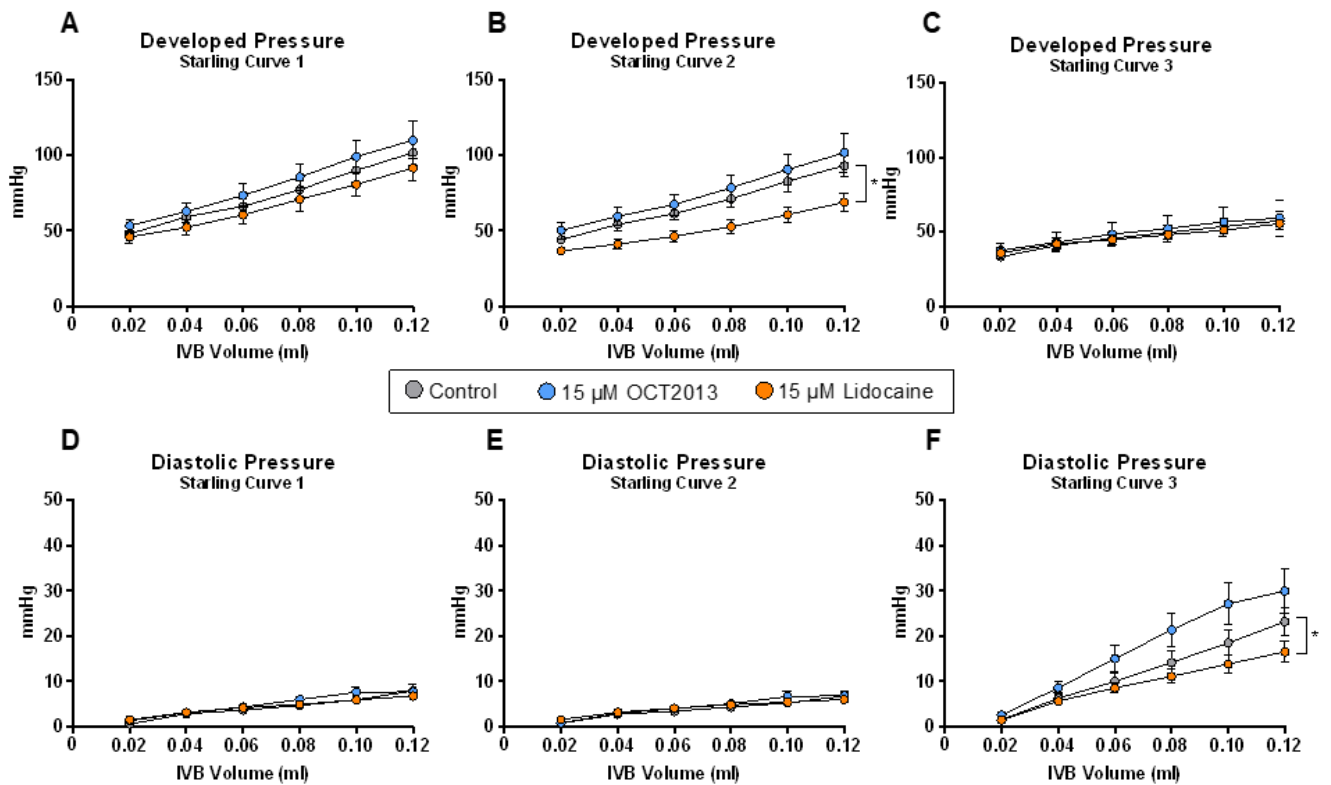 A
Developed Pressure
Starling Curve 1
150
100
50
0
mmHg
0 0.02 0.04 0.06 0.08 0.10 0.12
IVB Volume (ml)
B
Developed Pressure
Starling Curve 2
150
100
50
0
mmHg
*
0 0.02 0.04 0.06 0.08 0.10 0.12
IVB Volume (ml)
C
Developed Pressure
Starling Curve 3
150
100
50
0
mmHg
0 0.02 0.04 0.06 0.08 0.10 0.12
IVB Volume (ml)
Control 15 µM OCT2013 15 µM Lidocaine
D
Diastolic Pressure
Starling Curve 1
50
40
30
20
10
0
mmHg
0 0.02 0.04 0.06 0.08 0.10 0.12
IVB Volume (ml)
E
Diastolic Pressure
Starling Curve 2
50
40
30
20
10
0
mmHg
0 0.02 0.04 0.06 0.08 0.10 0.12
IVB Volume (ml)
F
Diastolic Pressure
Starling Curve 3
50
40
30
20
10
0
mmHg
*
0 0.02 0.04 0.06 0.08 0.10 0.12
IVB Volume (ml)